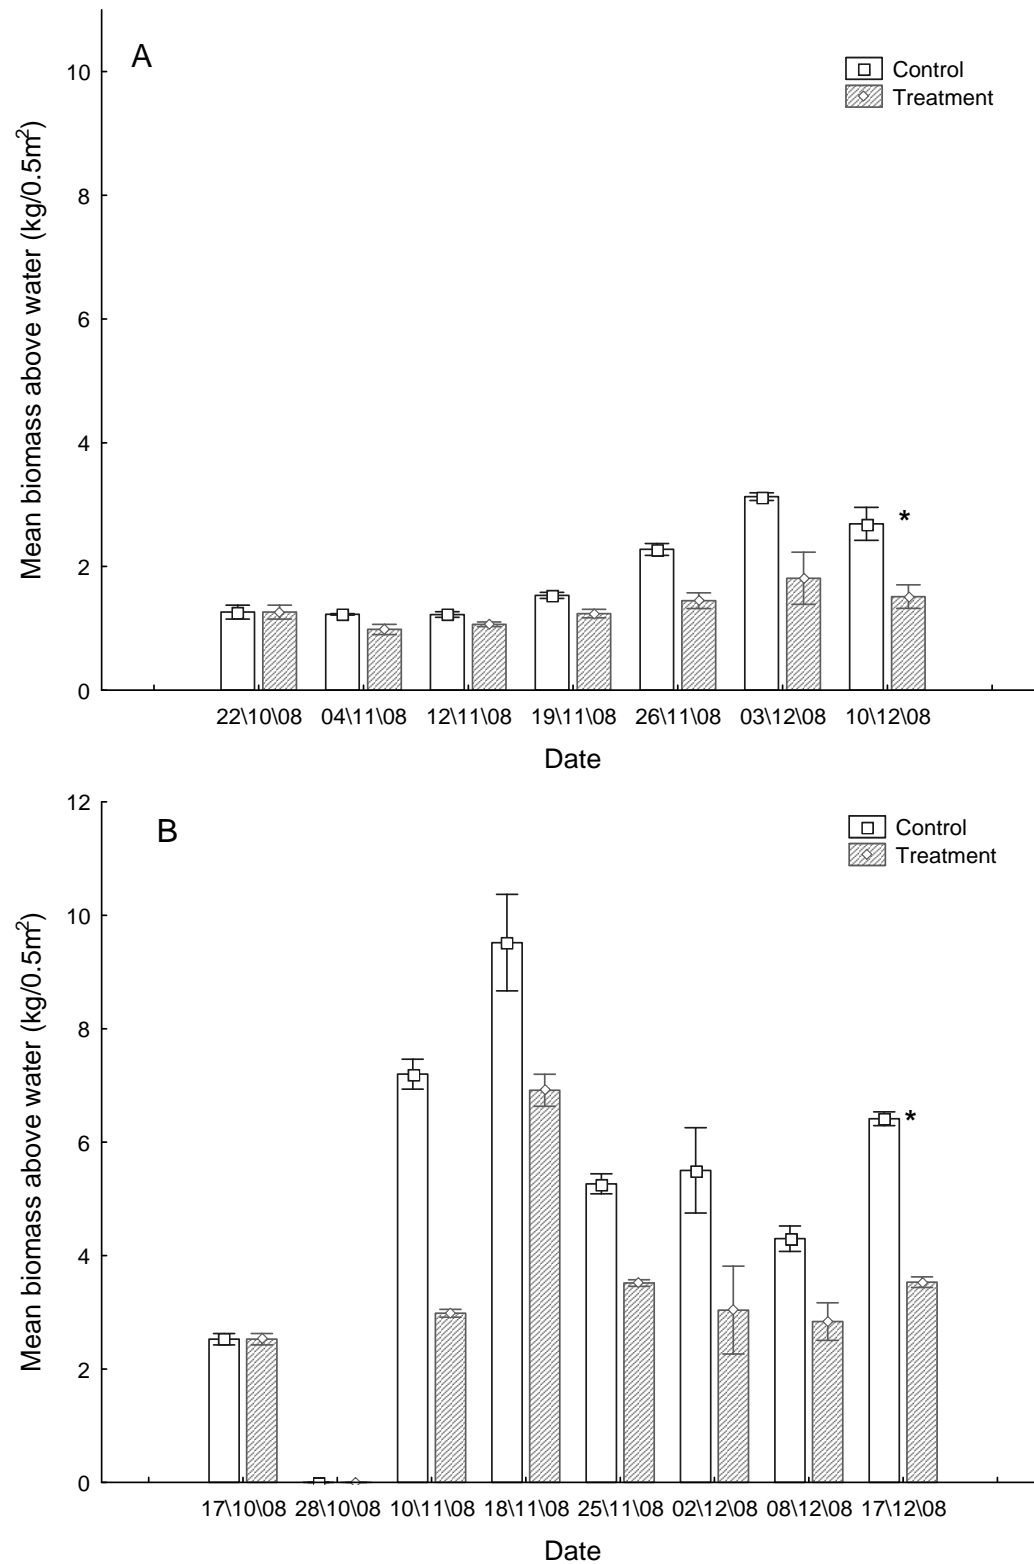 A
Control
Treatment
Mean biomass above water (kg/0.5m²)
10
8
6
4
2
0
22\10\08 04\11\08 12\11\08 19\11\08 26\11\08 03\12\08 10\12\08
*
Date
B
Control
Treatment
Mean biomass above water (kg/0.5m²)
12
10
8
6
4
2
0
17\10\08 28\10\08 10\11\08 18\11\08 25\11\08 02\12\08 08\12\08 17\12\08
*
Date